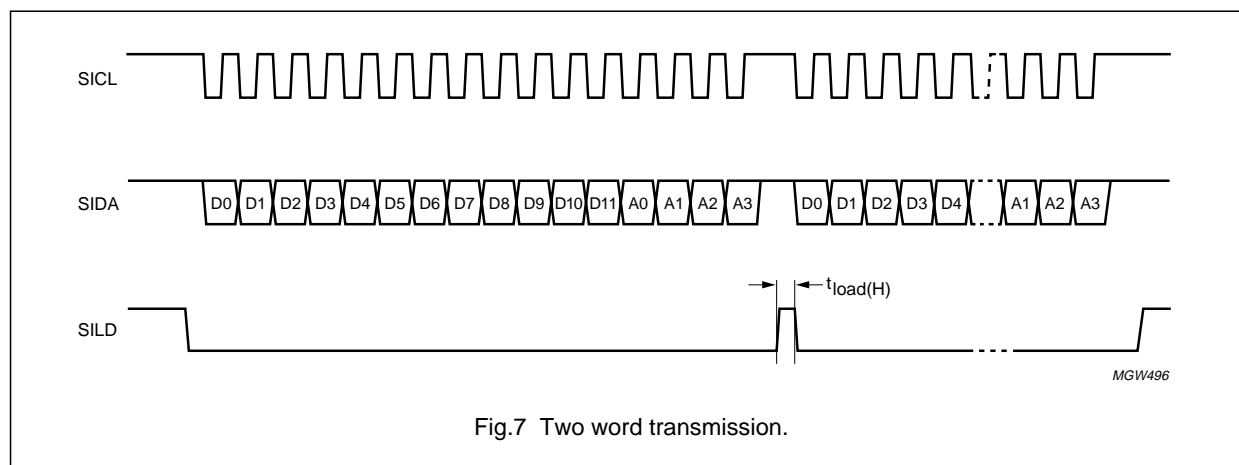 SICL
SIDA
D0 D1 D2 D3 D4 D5 D6 D7 D8 D9 D10 D11 A0 A1 A2 A3 D0 D1 D2 D3 D4 A1 A2 A3
tload(H)
SILD
MGW496
Fig.7 Two word transmission.